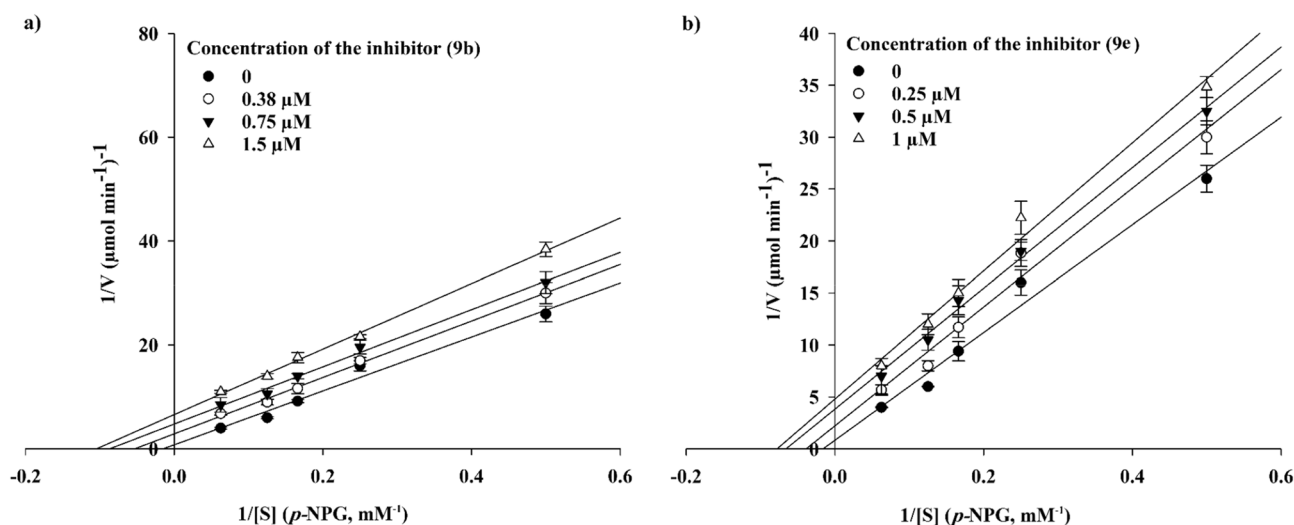 a)
Concentration of the inhibitor (9b)
0
0.38 µM
0.75 µM
1.5 µM
1/V (µmol min⁻¹)⁻¹
80
60
40
20
0
-0.2
0.0
0.2
0.4
0.6
1/[S] (p-NPG, mM⁻¹)
b)
Concentration of the inhibitor (9e)
0
0.25 µM
0.5 µM
1 µM
1/V (µmol min⁻¹)⁻¹
40
35
30
25
20
15
10
5
0
-0.2
0.0
0.2
0.4
0.6
1/[S] (p-NPG, mM⁻¹)